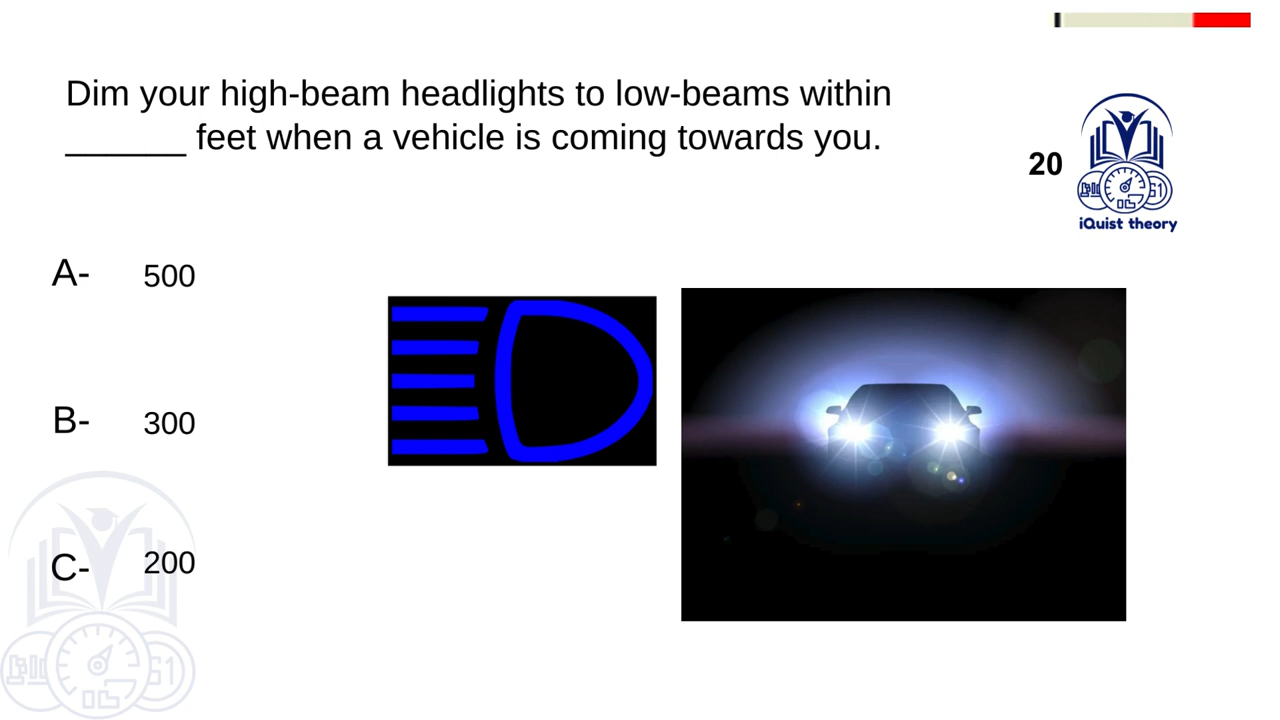 Dim your high-beam headlights to low-beams within
______ feet when a vehicle is coming towards you.
20
iQuist theory
A- 500
B- 300
C- 200